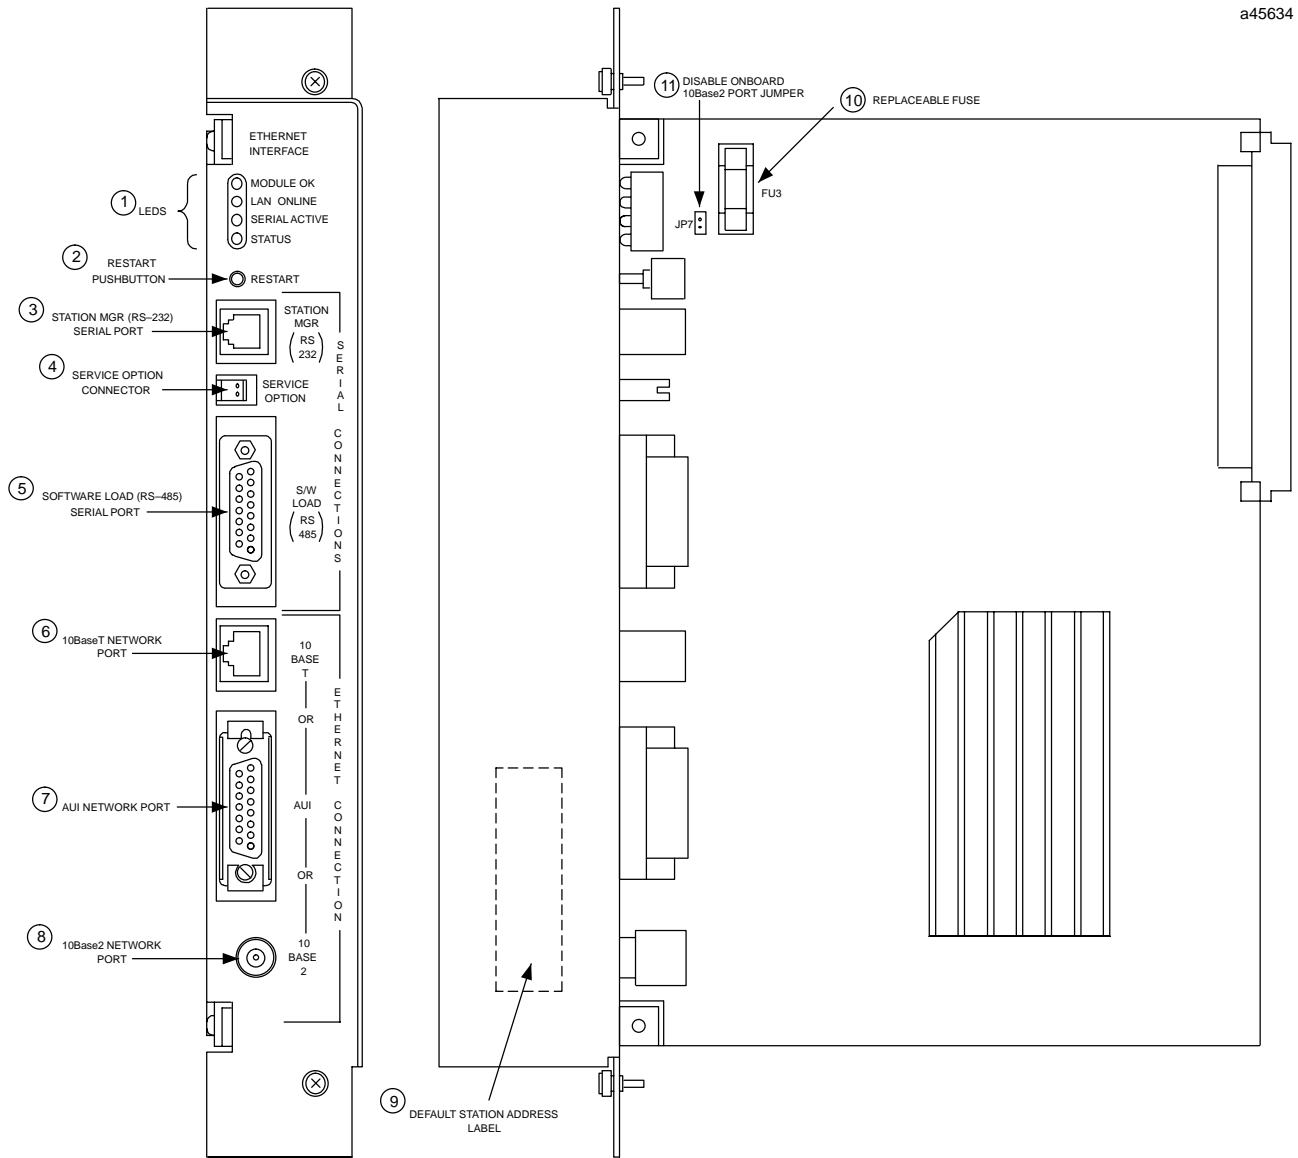 a45634
11 DISABLE ONBOARD
10Base2 PORT JUMPER
10 REPLACEABLE FUSE
FU3
JP7
ETHERNET
INTERFACE
1 LEDS
MODULE OK
LAN ONLINE
SERIAL ACTIVE
STATUS
2 RESTART
PUSHBUTTON
RESTART
3 STATION MGR (RS–232)
SERIAL PORT
STATION
MGR
(RS
232)
4 SERVICE OPTION
CONNECTOR
SERVICE
OPTION
SERIAL CONNECTIONS
5 SOFTWARE LOAD (RS–485)
SERIAL PORT
S/W
LOAD
(RS
485)
6 10BaseT NETWORK
PORT
10
BASE
T
OR
ETHERNET CONNECTION
7 AUI NETWORK PORT
AUI
OR
8 10Base2 NETWORK
PORT
10
BASE
2
9 DEFAULT STATION ADDRESS
LABEL